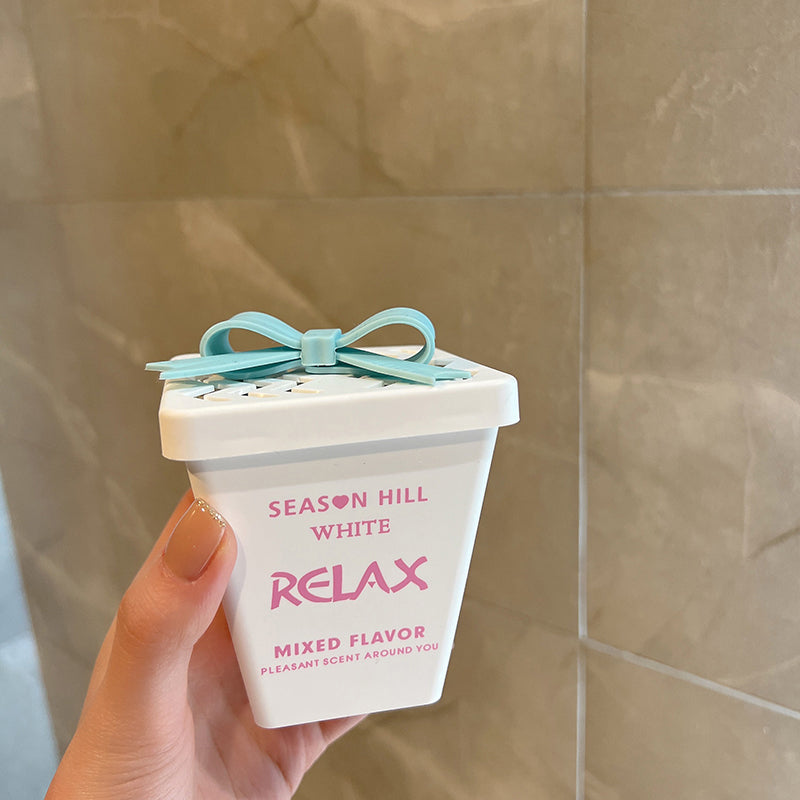 SEASON HILL
WHITE
RELAX
MIXED FLAVOR
PLEASANT SCENT AROUND YOU